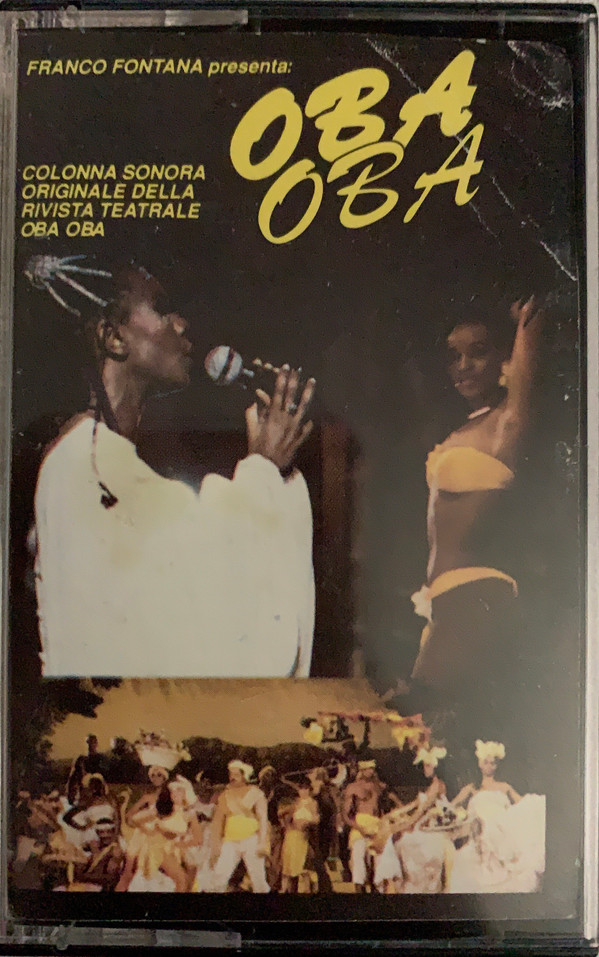 FRANCO FONTANA presenta:
OBA
OBA
COLONNA SONORA
ORIGINALE DELLA
RIVISTA TEATRALE
OBA OBA